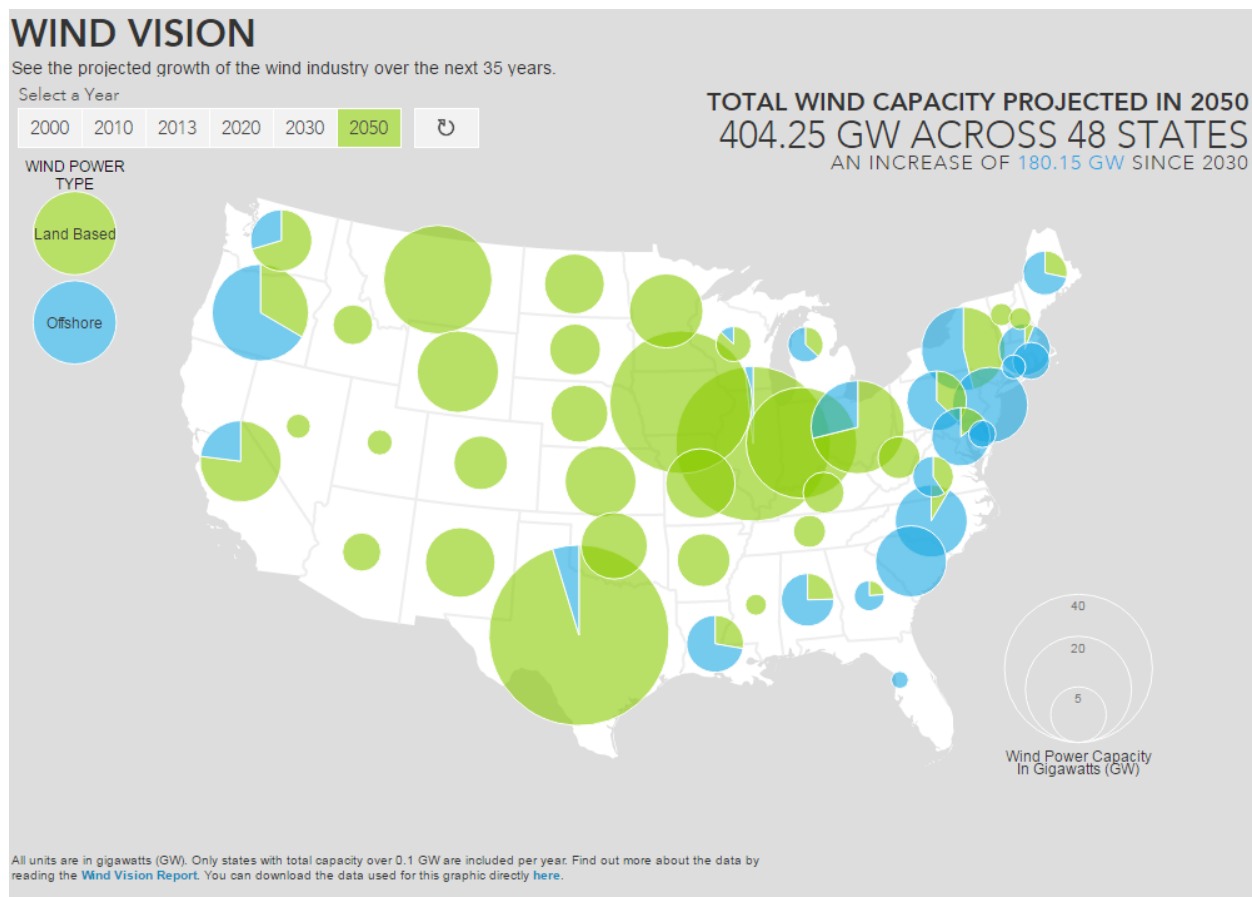 WIND VISION
See the projected growth of the wind industry over the next 35 years.
Select a Year
2000 2010 2013 2020 2030 2050 ↻
TOTAL WIND CAPACITY PROJECTED IN 2050
404.25 GW ACROSS 48 STATES
AN INCREASE OF 180.15 GW SINCE 2030
WIND POWER
TYPE
Land Based
Offshore
40
20
5
Wind Power Capacity
In Gigawatts (GW)
All units are in gigawatts (GW). Only states with total capacity over 0.1 GW are included per year. Find out more about the data by
reading the Wind Vision Report. You can download the data used for this graphic directly here.